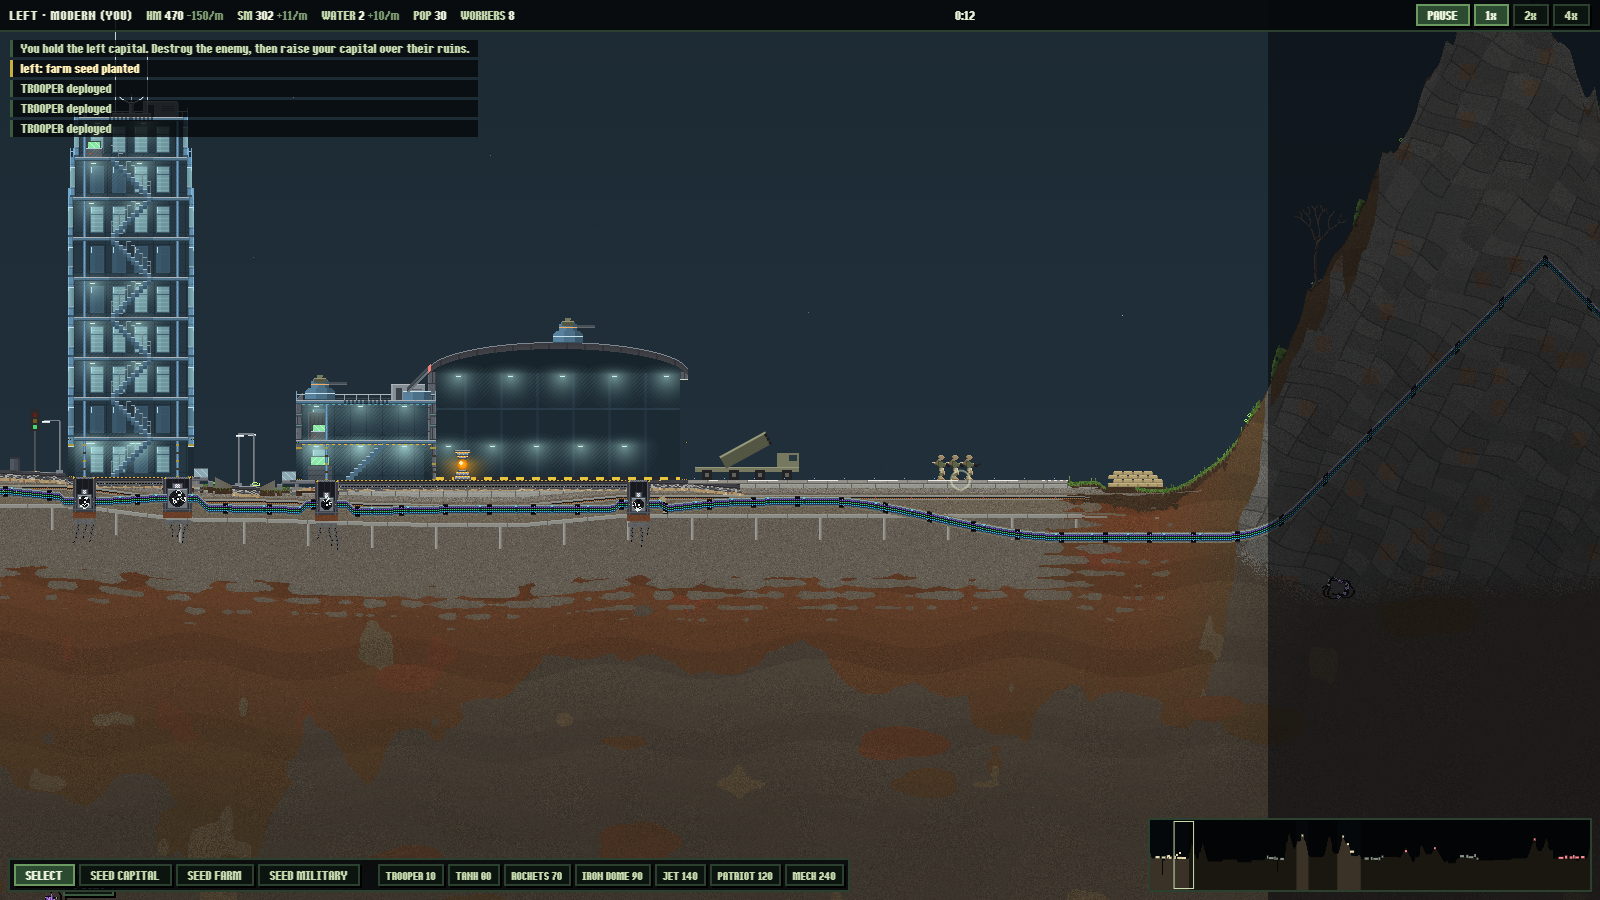 LEFT · MODERN (YOU) HM 470 -150/m SM 302 +11/m WATER 2 +10/m POP 30 WORKERS 8 0:12 PAUSE 1x 2x 4x
You hold the left capital. Destroy the enemy, then raise your capital over their ruins.
left: farm seed planted
TROOPER deployed
TROOPER deployed
TROOPER deployed
SELECT SEED CAPITAL SEED FARM SEED MILITARY TROOPER 10 TANK 80 ROCKETS 70 IRON DOME 90 JET 140 PATRIOT 120 MECH 240